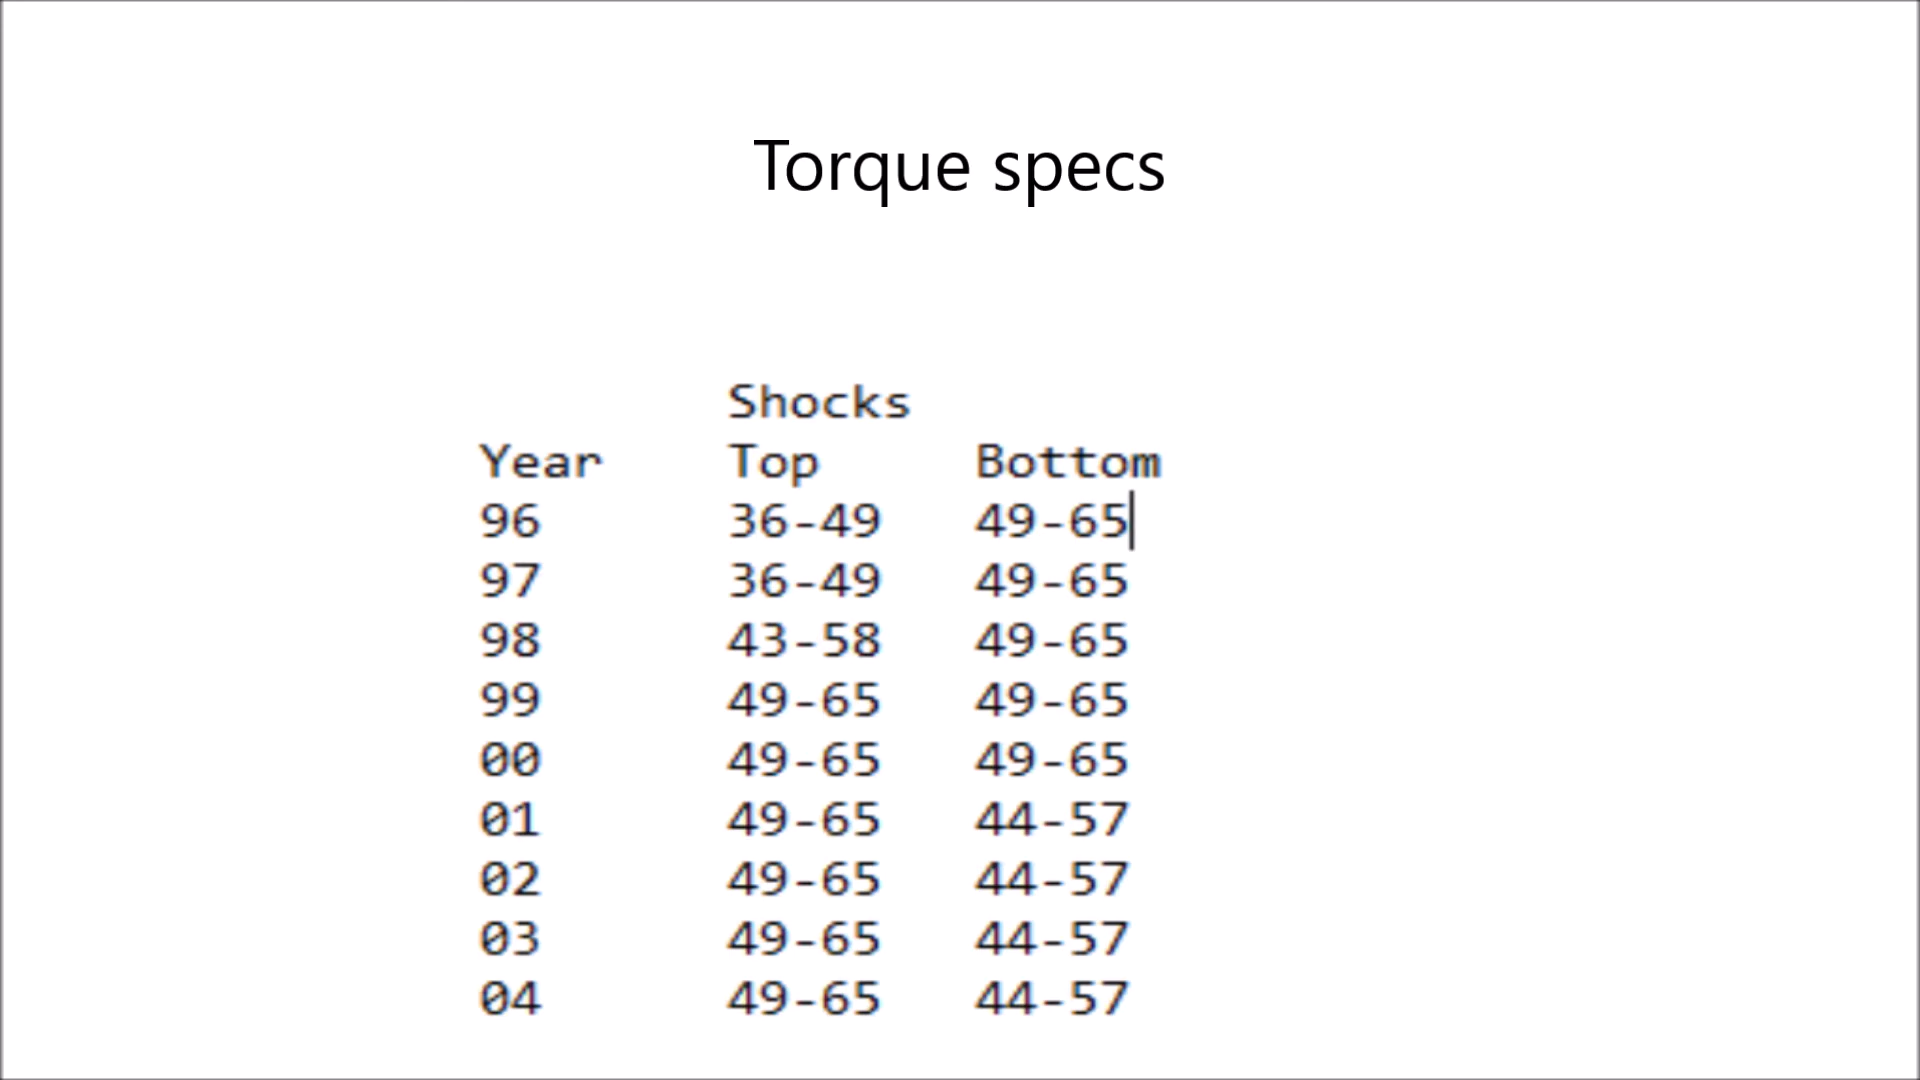 Torque specs
Shocks
Year Top Bottom
96 36-49 49-65
97 36-49 49-65
98 43-58 49-65
99 49-65 49-65
00 49-65 49-65
01 49-65 44-57
02 49-65 44-57
03 49-65 44-57
04 49-65 44-57